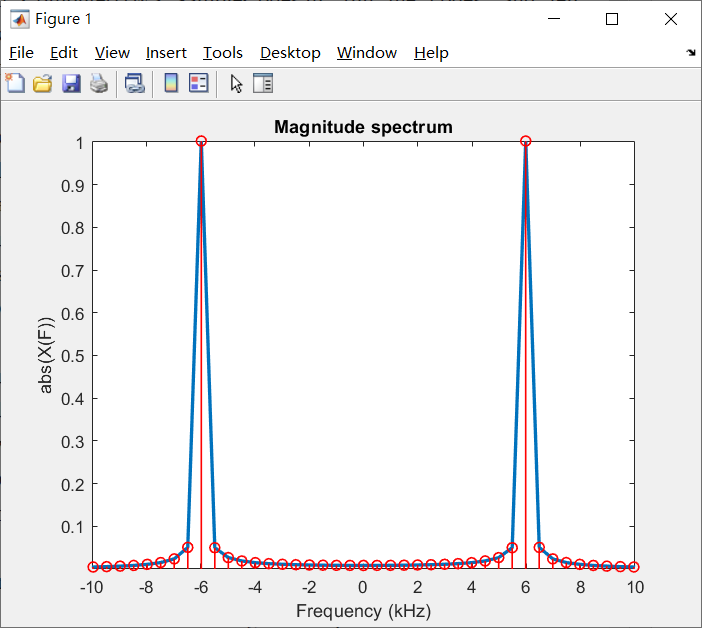 Figure 1
File Edit View Insert Tools Desktop Window Help
Magnitude spectrum
1
0.9
0.8
0.7
0.6
0.5
0.4
0.3
0.2
0.1
abs(X(F))
-10 -8 -6 -4 -2 0 2 4 6 8 10
Frequency (kHz)